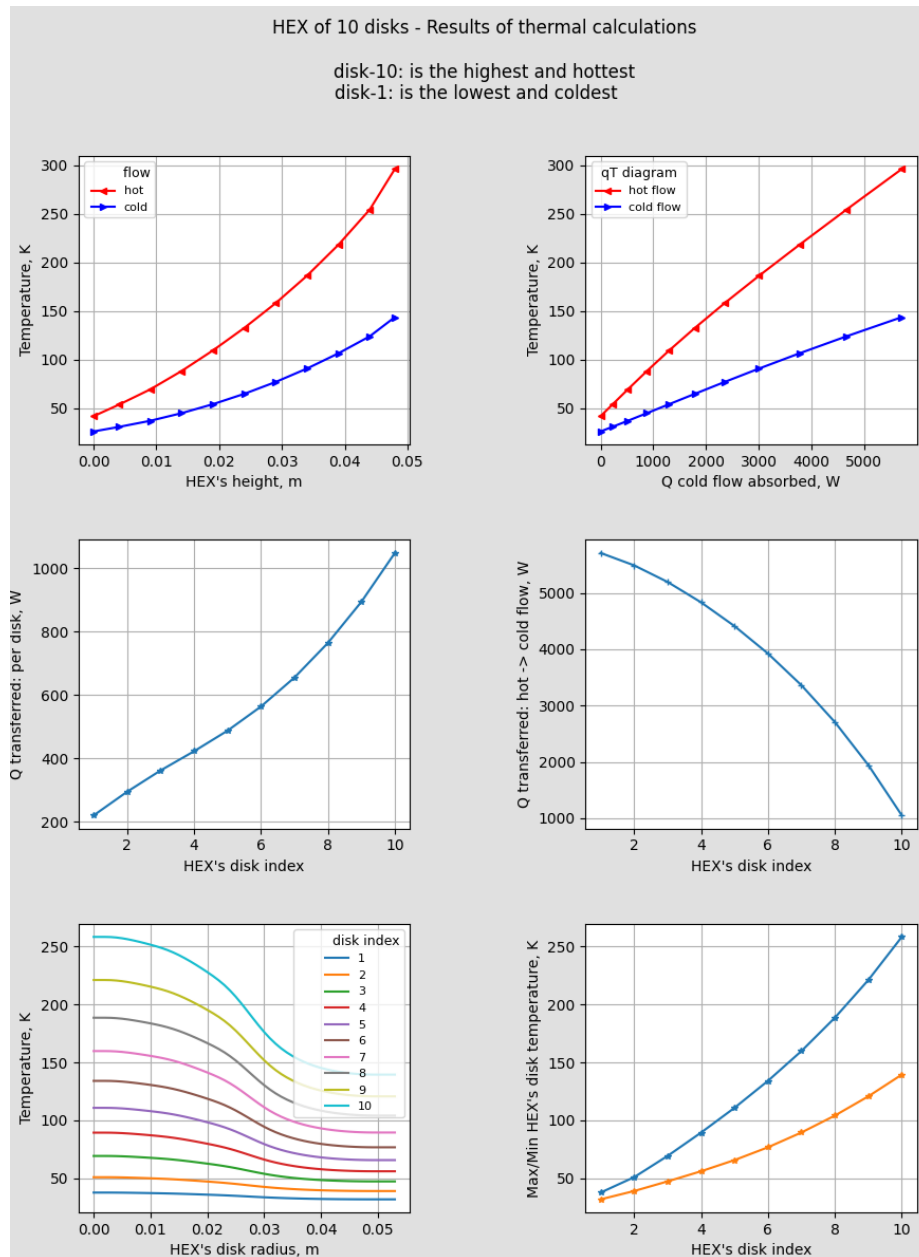 HEX of 10 disks - Results of thermal calculations
disk-10: is the highest and hottest
disk-1: is the lowest and coldest
Temperature, K
300
250
200
150
100
50
flow
hot
cold
0.00 0.01 0.02 0.03 0.04 0.05
HEX's height, m
Temperature, K
300
250
200
150
100
50
qT diagram
hot flow
cold flow
0 1000 2000 3000 4000 5000
Q cold flow absorbed, W
Q transferred: per disk, W
1000
800
600
400
200
2 4 6 8 10
HEX's disk index
Q transferred: hot -> cold flow, W
5000
4000
3000
2000
1000
2 4 6 8 10
HEX's disk index
Temperature, K
250
200
150
100
50
disk index
1
2
3
4
5
6
7
8
9
10
0.00 0.01 0.02 0.03 0.04 0.05
HEX's disk radius, m
Max/Min HEX's disk temperature, K
250
200
150
100
50
2 4 6 8 10
HEX's disk index